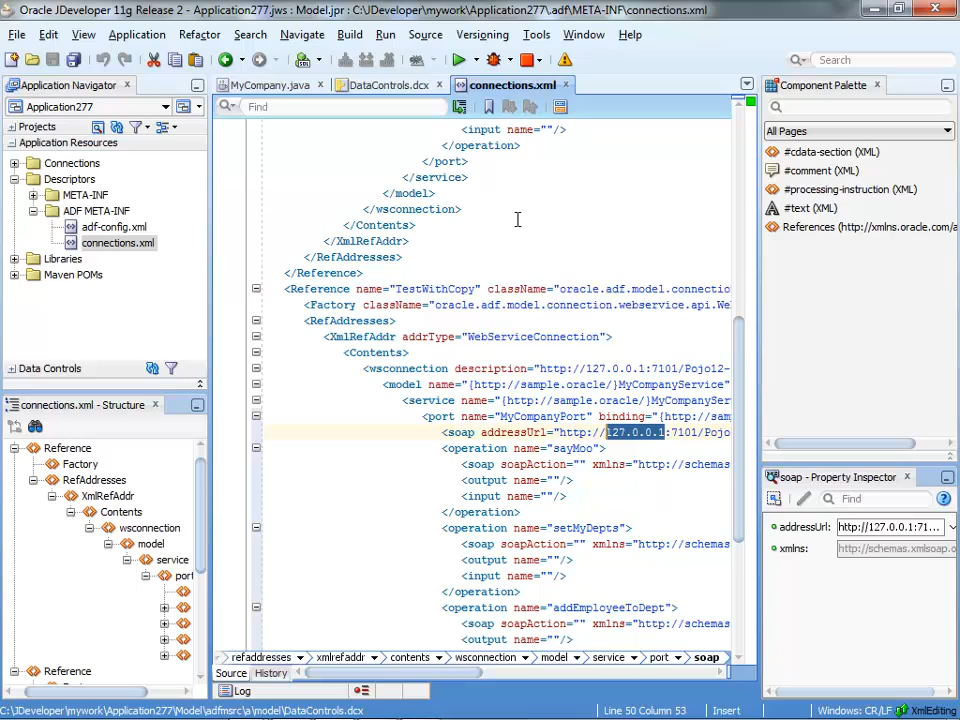 Oracle JDeveloper 11g Release 2 - Application277.jws : Model.jpr : C:\JDeveloper\mywork\Application277\.adf\META-INF\connections.xml
File Edit View Application Refactor Search Navigate Build Run Source Versioning Tools Window Help
Search
Application Navigator
Application277
Projects
Application Resources
Connections
Descriptors
META-INF
ADF META-INF
adf-config.xml
connections.xml
Libraries
Maven POMs
Data Controls
connections.xml - Structure
Reference
Factory
RefAddresses
XmlRefAddr
Contents
wsconnection
model
service
port
Reference
MyCompany.java
DataControls.dcx
connections.xml
Find
<input name=""/>
</operation>
</port>
</service>
</model>
</wsconnection>
</Contents>
</XmlRefAddr>
</RefAddresses>
</Reference>
<Reference name="TestWithCopy" className="oracle.adf.model.connectio
<Factory className="oracle.adf.model.connection.webservice.api.We
<RefAddresses>
<XmlRefAddr addrType="WebServiceConnection">
<Contents>
<wsconnection description="http://127.0.0.1:7101/Pojo12-
<model name="{http://sample.oracle/}MyCompanyService"
<service name="{http://sample.oracle/}MyCompanySer
<port name="MyCompanyPort" binding="{http://sam
<soap addressUrl="http://127.0.0.1:7101/Pojo
<operation name="sayMoo">
<soap soapAction="" xmlns="http://schemas
<output name=""/>
<input name=""/>
</operation>
<operation name="setMyDepts">
<soap soapAction="" xmlns="http://schemas
<output name=""/>
<input name=""/>
</operation>
<operation name="addEmployeeToDept">
<soap soapAction="" xmlns="http://schemas
<output name=""/>
refaddresses xmlrefaddr contents wsconnection model service port soap
Source History
Log
Component Palette
All Pages
#cdata-section (XML)
#comment (XML)
#processing-instruction (XML)
#text (XML)
References (http://xmlns.oracle.com/a
soap - Property Inspector
Find
addressUrl: http://127.0.0.1:71...
xmlns: http://schemas.xmlsoap.o
C:\JDeveloper\mywork\Application277\Model\adfmsrc\a\model\DataControls.dcx
Line 50 Column 53 Insert Windows: CR/LF XmlEditing